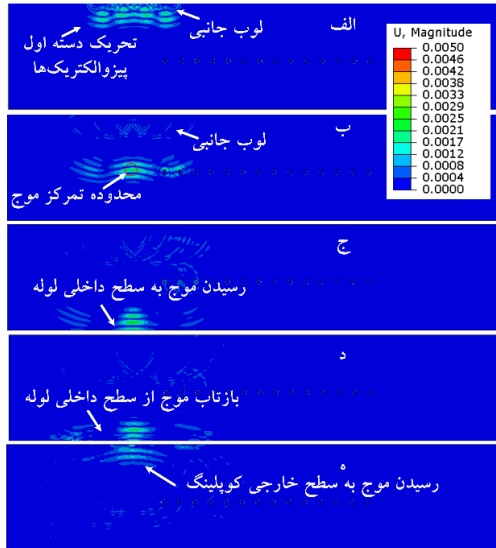 الف
لوب جانبی
تحریک دسته اول
پیزوالکتریک‌ها
U, Magnitude
0.0050
0.0046
0.0042
0.0038
0.0033
0.0029
0.0025
0.0021
0.0017
0.0012
0.0008
0.0004
0.0000
ب
لوب جانبی
محدوده تمرکز موج
ج
رسیدن موج به سطح داخلی لوله
د
بازتاب موج از سطح داخلی لوله
ه
رسیدن موج به سطح خارجی کوپلینگ